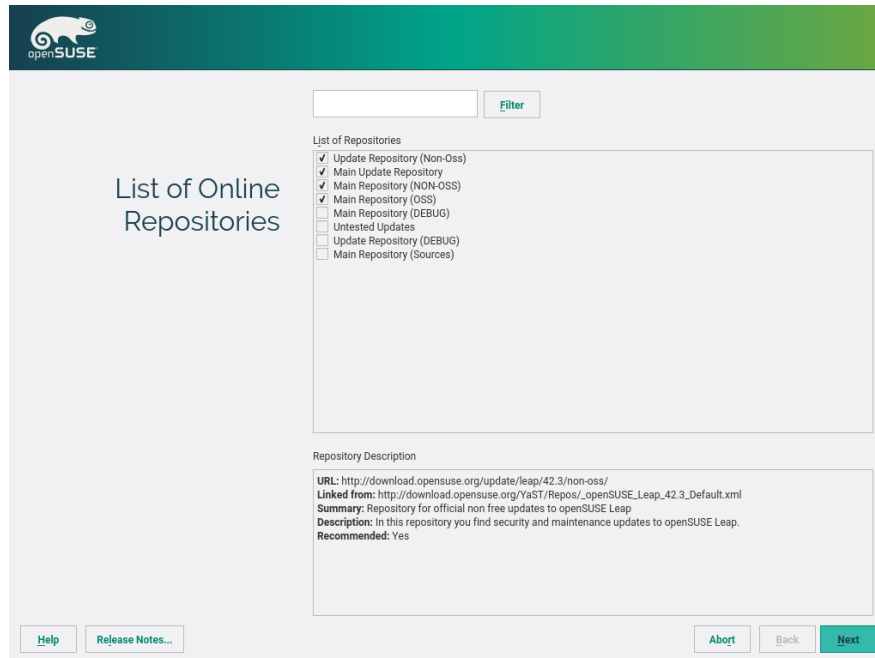 openSUSE
Filter
List of Online
Repositories
List of Repositories
Update Repository (Non-Oss)
Main Update Repository
Main Repository (NON-OSS)
Main Repository (OSS)
Main Repository (DEBUG)
Untested Updates
Update Repository (DEBUG)
Main Repository (Sources)
Repository Description
URL: http://download.opensuse.org/update/leap/42.3/non-oss/
Linked from: http://download.opensuse.org/YaST/Repos/_openSUSE_Leap_42.3_Default.xml
Summary: Repository for official non free updates to openSUSE Leap
Description: In this repository you find security and maintenance updates to openSUSE Leap.
Recommended: Yes
Help Release Notes... Abort Back Next